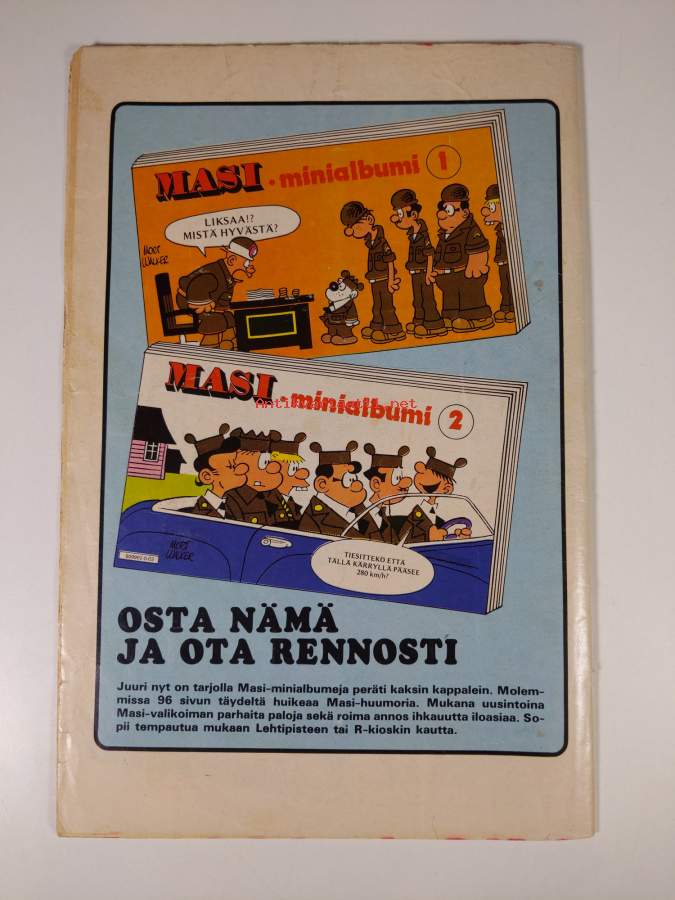 MASI • minialbumi 1
LIKSAA!?
MISTÄ HYVÄSTÄ?
MORT
WALKER
MASI • minialbumi 2
MORT
WALKER
TIESITTEKÖ ETTÄ
TÄLLÄ KÄRRYLLÄ PÄÄSEE
280 km/h?
OSTA NÄMÄ
JA OTA RENNOSTI
Juuri nyt on tarjolla Masi-minialbumeja peräti kaksin kappalein. Molem-
missa 96 sivun täydeltä huikeaa Masi-huumoria. Mukana uusintoina
Masi-valikoiman parhaita paloja sekä roima annos ihkauutta iloasiaa. So-
pii tempautua mukaan Lehtipisteen tai R-kioskin kautta.